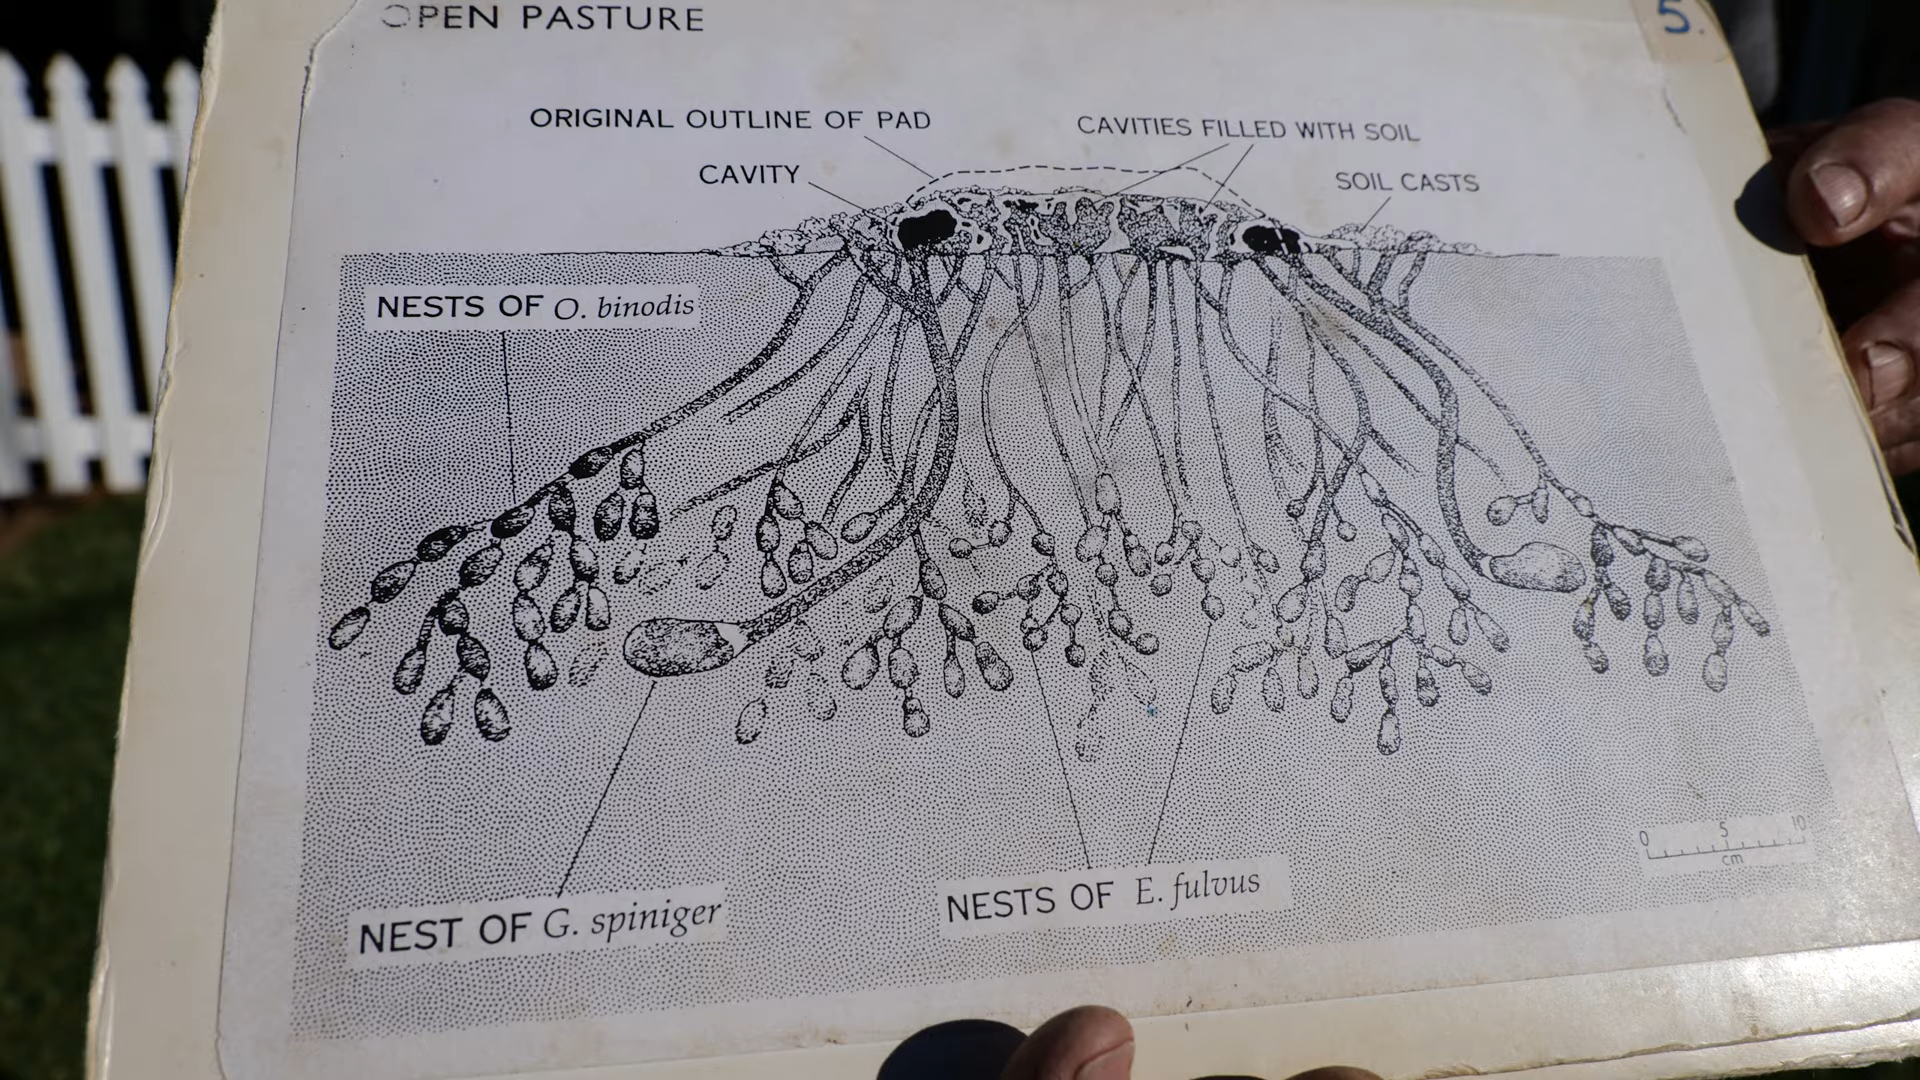 OPEN PASTURE
5.
ORIGINAL OUTLINE OF PAD
CAVITIES FILLED WITH SOIL
CAVITY
SOIL CASTS
NESTS OF O. binodis
0 5 10
cm
NEST OF G. spiniger
NESTS OF E. fulvus